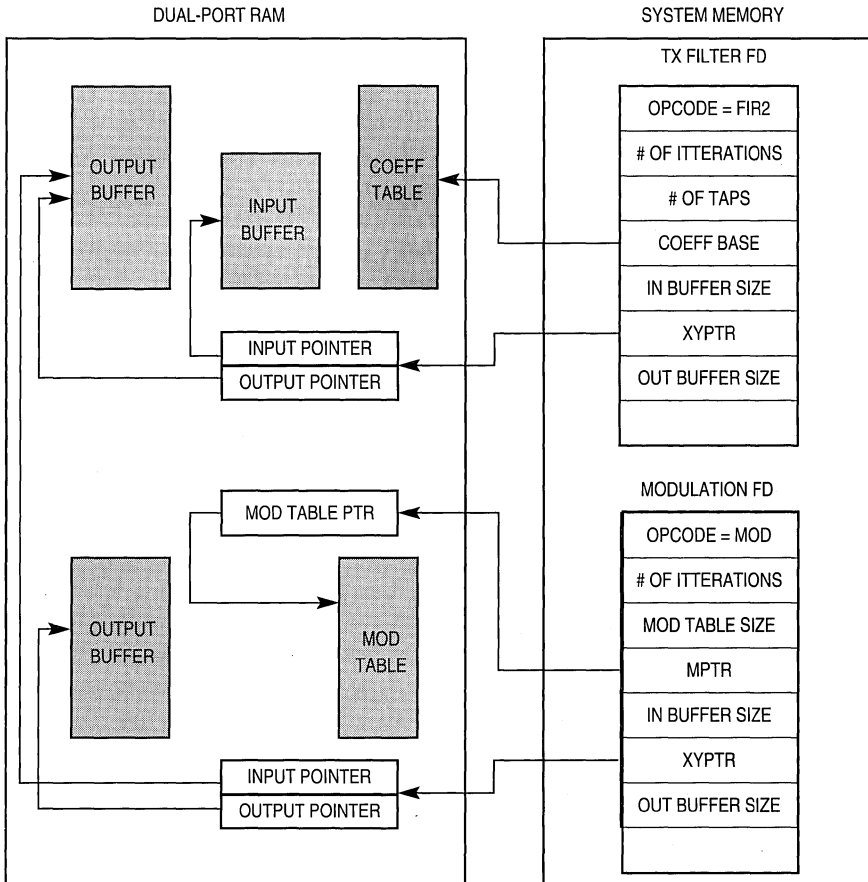 DUAL-PORT RAM
SYSTEM MEMORY
OUTPUT
BUFFER
INPUT
BUFFER
COEFF
TABLE
INPUT POINTER
OUTPUT POINTER
MOD TABLE PTR
OUTPUT
BUFFER
MOD
TABLE
INPUT POINTER
OUTPUT POINTER
TX FILTER FD
OPCODE = FIR2
# OF ITTERATIONS
# OF TAPS
COEFF BASE
IN BUFFER SIZE
XYPTR
OUT BUFFER SIZE
MODULATION FD
OPCODE = MOD
# OF ITTERATIONS
MOD TABLE SIZE
MPTR
IN BUFFER SIZE
XYPTR
OUT BUFFER SIZE